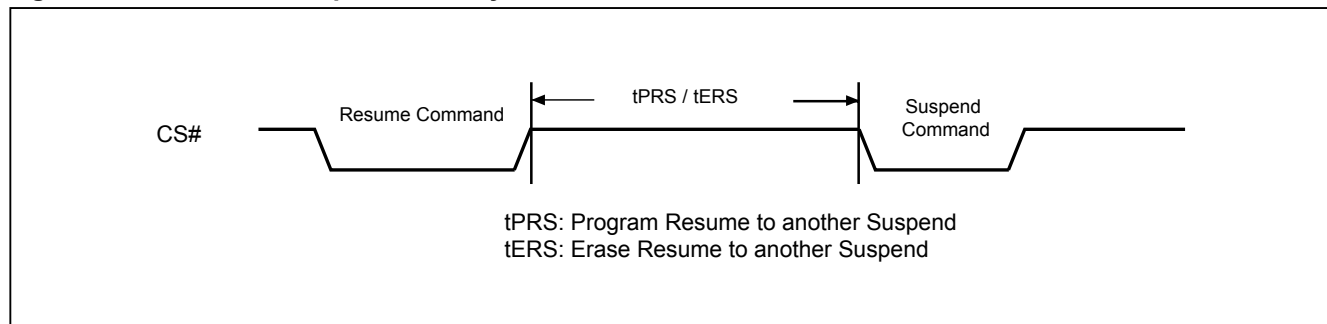 Resume Command
tPRS / tERS
Suspend
Command
CS#
tPRS: Program Resume to another Suspend
tERS: Erase Resume to another Suspend